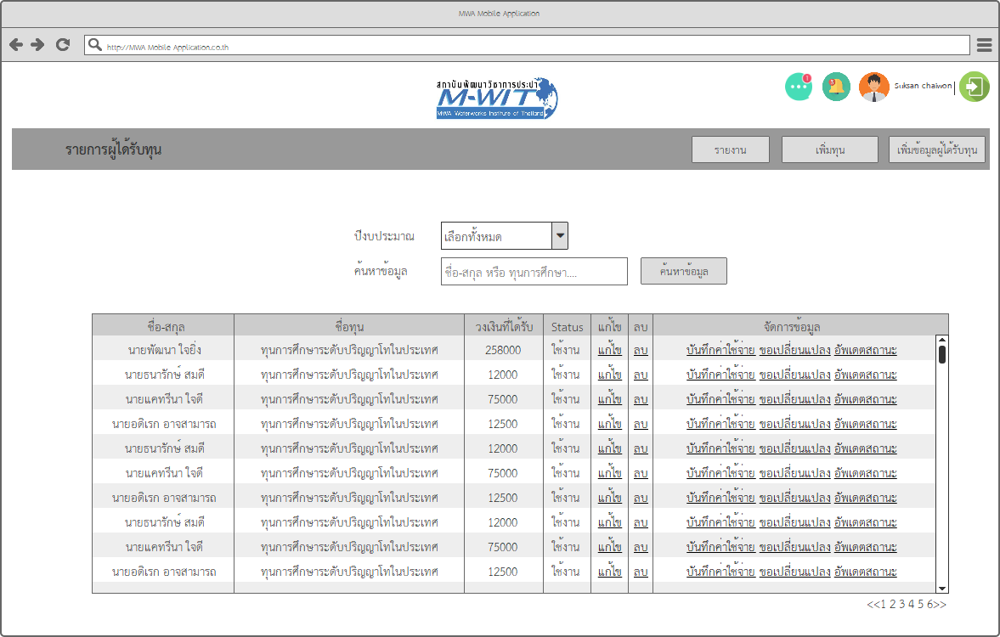 MWA Mobile Application
http://MWA Mobile Application.co.th
สถาบันพัฒนาวิชาการประปา
M-WIT
MWA Waterworks Institute of Thailand
1
3
Suksan chaiwon
รายการผู้ได้รับทุน
รายงาน
เพิ่มทุน
เพิ่มข้อมูลผู้ได้รับทุน
ปีงบประมาณ เลือกทั้งหมด
ค้นหาข้อมูล ชื่อ-สกุล หรือ ทุนการศึกษา.... ค้นหาข้อมูล
ชื่อ-สกุล ชื่อทุน วงเงินที่ได้รับ Status แก้ไข ลบ จัดการข้อมูล
นายพัฒนา ใจยิ่ง ทุนการศึกษาระดับปริญญาโทในประเทศ 258000 ใช้งาน แก้ไข ลบ บันทึกค่าใช้จ่าย ขอเปลี่ยนแปลง อัพเดตสถานะ
นายธนารักษ์ สมดี ทุนการศึกษาระดับปริญญาโทในประเทศ 12000 ใช้งาน แก้ไข ลบ บันทึกค่าใช้จ่าย ขอเปลี่ยนแปลง อัพเดตสถานะ
นายแคทรีนา ใจดี ทุนการศึกษาระดับปริญญาโทในประเทศ 75000 ใช้งาน แก้ไข ลบ บันทึกค่าใช้จ่าย ขอเปลี่ยนแปลง อัพเดตสถานะ
นายอดิเรก อาจสามารถ ทุนการศึกษาระดับปริญญาโทในประเทศ 12500 ใช้งาน แก้ไข ลบ บันทึกค่าใช้จ่าย ขอเปลี่ยนแปลง อัพเดตสถานะ
นายธนารักษ์ สมดี ทุนการศึกษาระดับปริญญาโทในประเทศ 12000 ใช้งาน แก้ไข ลบ บันทึกค่าใช้จ่าย ขอเปลี่ยนแปลง อัพเดตสถานะ
นายแคทรีนา ใจดี ทุนการศึกษาระดับปริญญาโทในประเทศ 75000 ใช้งาน แก้ไข ลบ บันทึกค่าใช้จ่าย ขอเปลี่ยนแปลง อัพเดตสถานะ
นายอดิเรก อาจสามารถ ทุนการศึกษาระดับปริญญาโทในประเทศ 12500 ใช้งาน แก้ไข ลบ บันทึกค่าใช้จ่าย ขอเปลี่ยนแปลง อัพเดตสถานะ
นายธนารักษ์ สมดี ทุนการศึกษาระดับปริญญาโทในประเทศ 12000 ใช้งาน แก้ไข ลบ บันทึกค่าใช้จ่าย ขอเปลี่ยนแปลง อัพเดตสถานะ
นายแคทรีนา ใจดี ทุนการศึกษาระดับปริญญาโทในประเทศ 75000 ใช้งาน แก้ไข ลบ บันทึกค่าใช้จ่าย ขอเปลี่ยนแปลง อัพเดตสถานะ
นายอดิเรก อาจสามารถ ทุนการศึกษาระดับปริญญาโทในประเทศ 12500 ใช้งาน แก้ไข ลบ บันทึกค่าใช้จ่าย ขอเปลี่ยนแปลง อัพเดตสถานะ
<<1 2 3 4 5 6>>